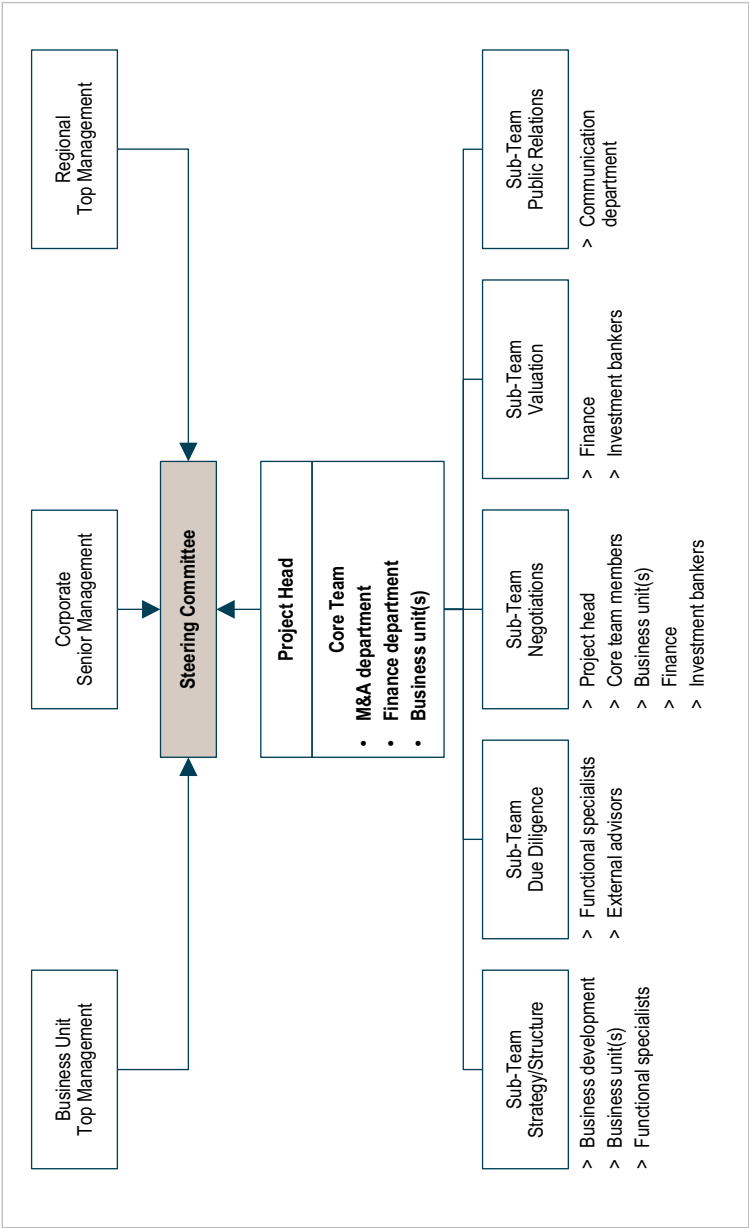 Business Unit
Top Management
Corporate
Senior Management
Regional
Top Management
Steering Committee
Project Head
Core Team
• M&A department
• Finance department
• Business unit(s)
Sub-Team
Strategy/Structure
> Business development
> Business unit(s)
> Functional specialists
Sub-Team
Due Diligence
> Functional specialists
> External advisors
Sub-Team
Negotiations
> Project head
> Core team members
> Business unit(s)
> Finance
> Investment bankers
Sub-Team
Valuation
> Finance
> Investment bankers
Sub-Team
Public Relations
> Communication
department